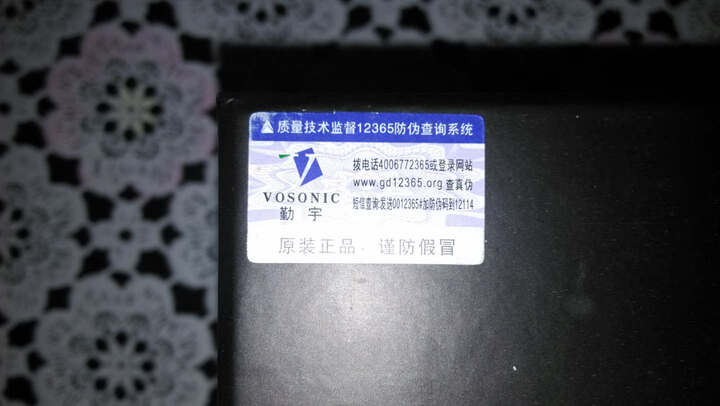 质量技术监督12365防伪查询系统
VOSONIC
勤宇
拨电话4006772365或登录网站
www.gd12365.org 查真伪
短信查询:发送0012365#加防伪码到12114
原装正品 谨防假冒